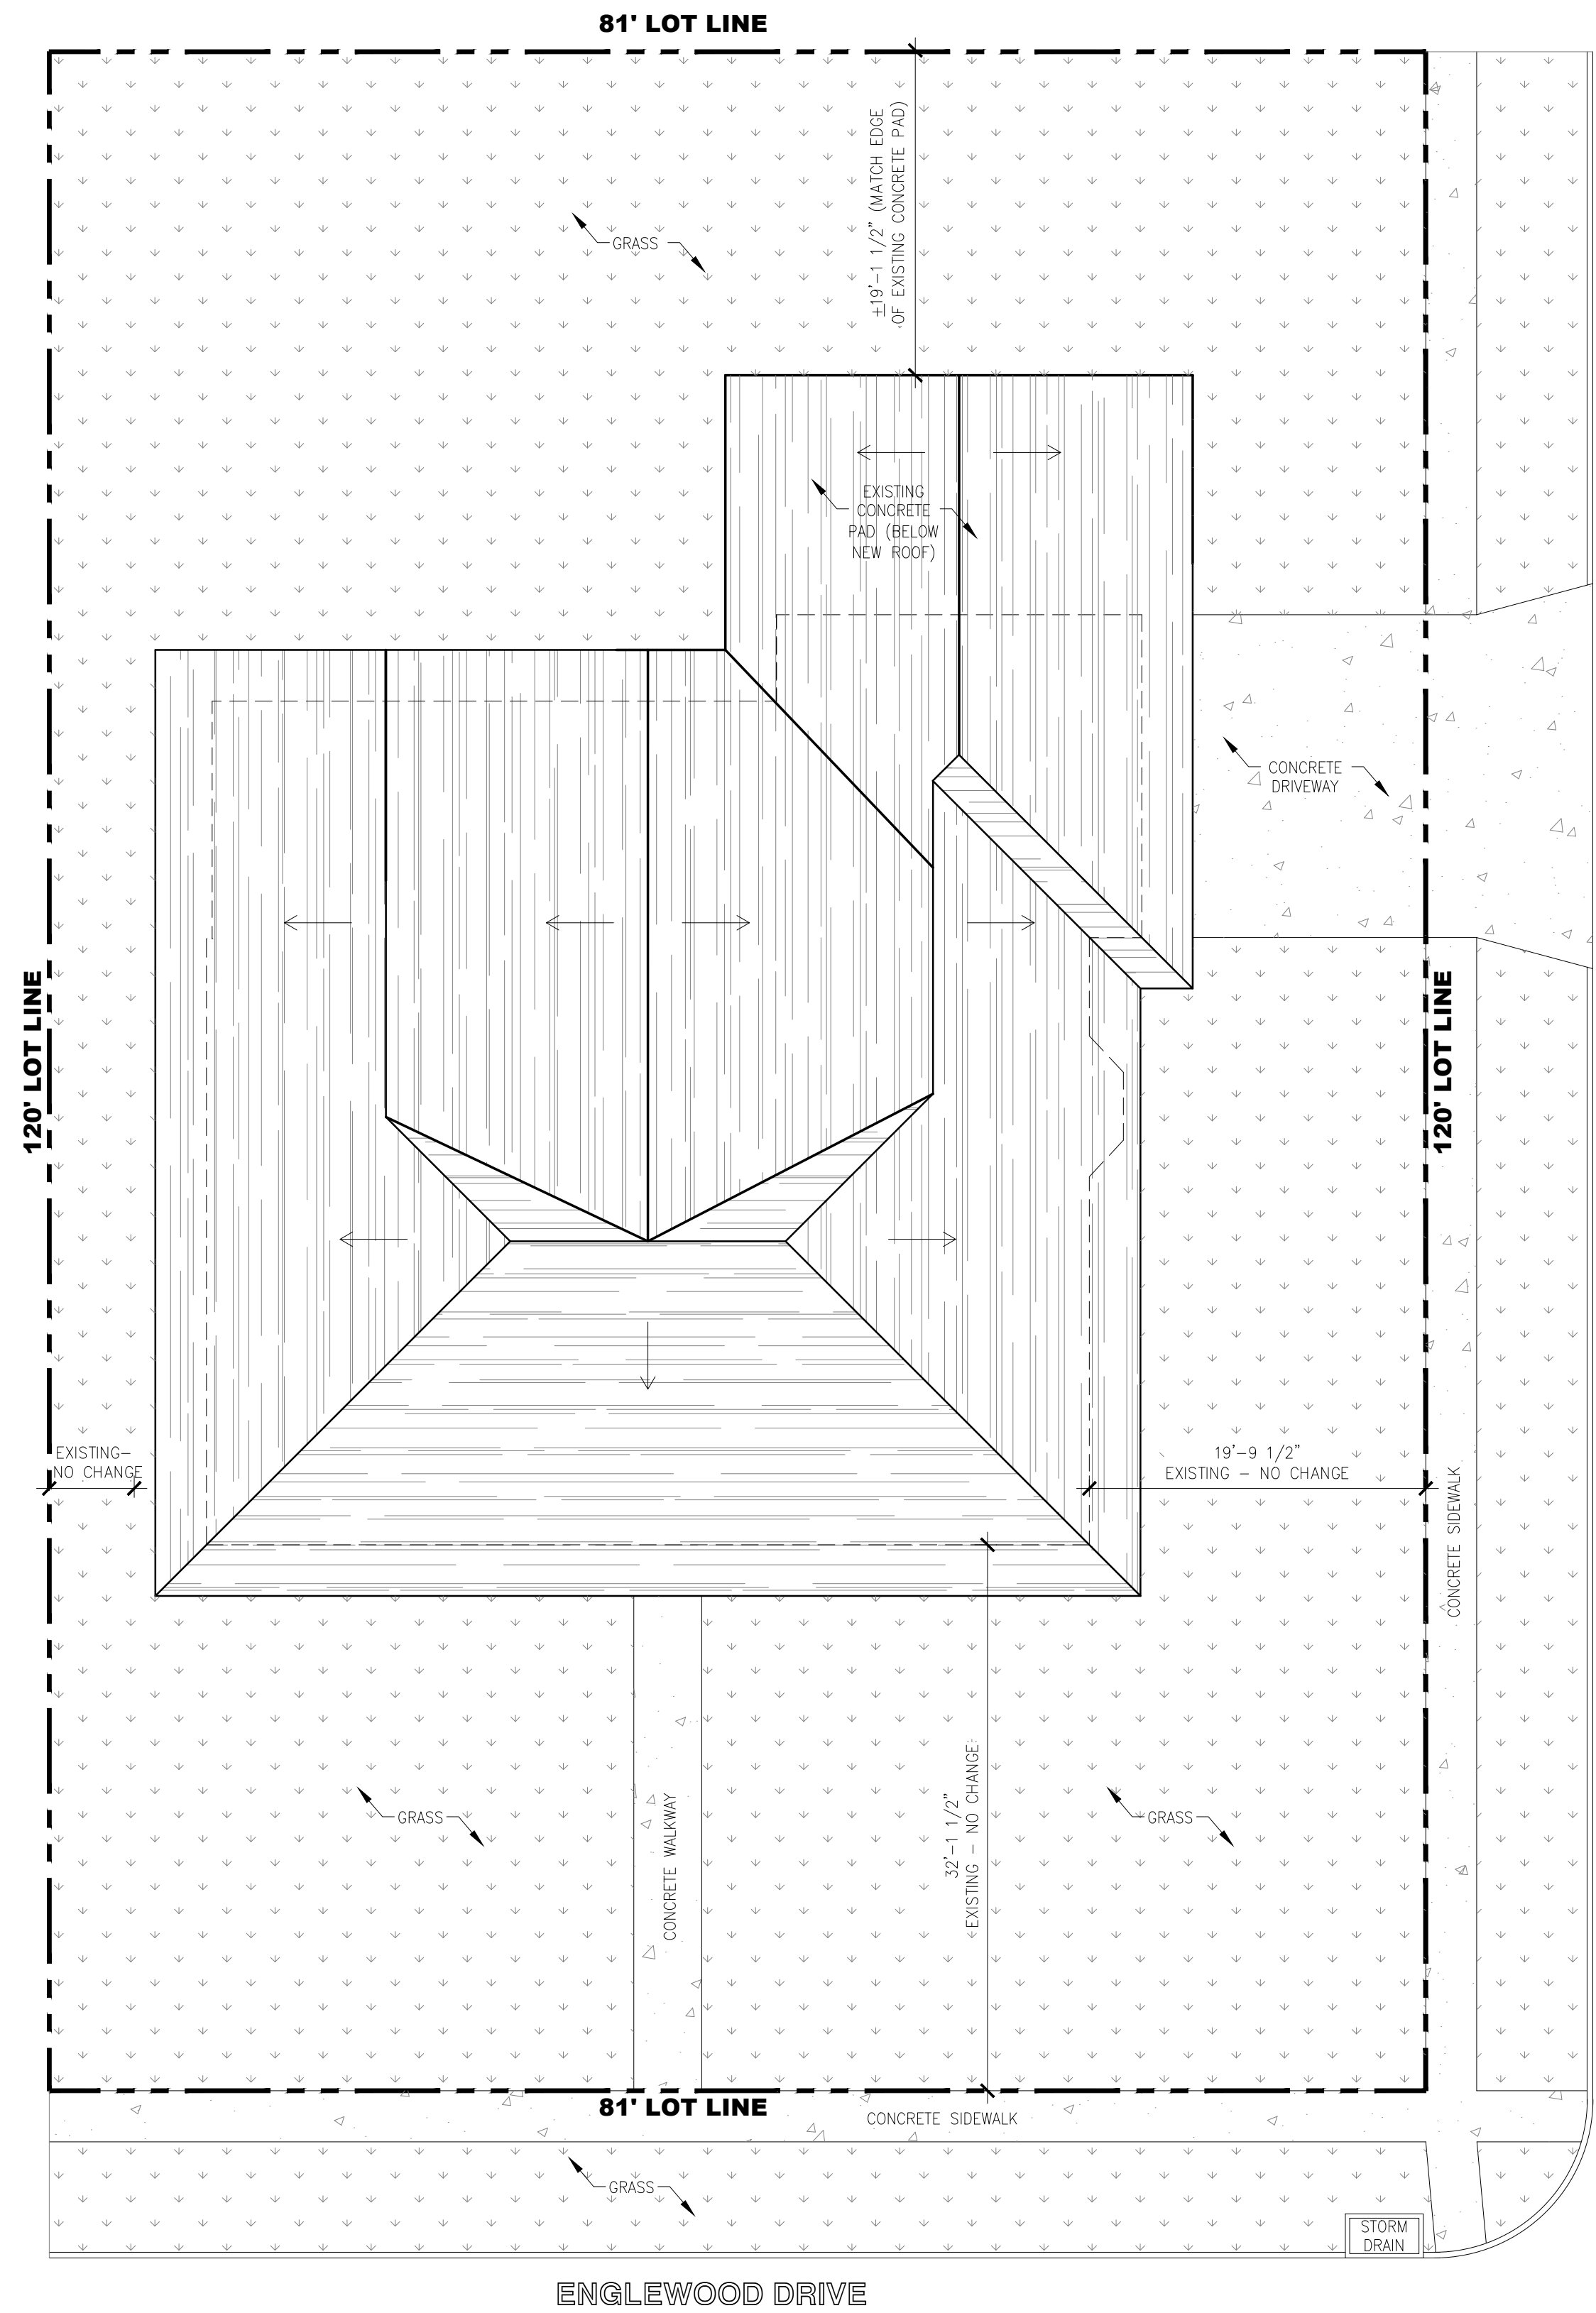 81' LOT LINE
±19'-1 1/2" (MATCH EDGE
OF EXISTING CONCRETE PAD)
GRASS
EXISTING
CONCRETE
PAD (BELOW
NEW ROOF)
CONCRETE
DRIVEWAY
120' LOT LINE
120' LOT LINE
EXISTING-
NO CHANGE
19'-9 1/2"
EXISTING - NO CHANGE
CONCRETE SIDEWALK
32'-1 1/2"
EXISTING - NO CHANGE
CONCRETE WALKWAY
GRASS
GRASS
81' LOT LINE
CONCRETE SIDEWALK
GRASS
STORM
DRAIN
ENGLEWOOD DRIVE